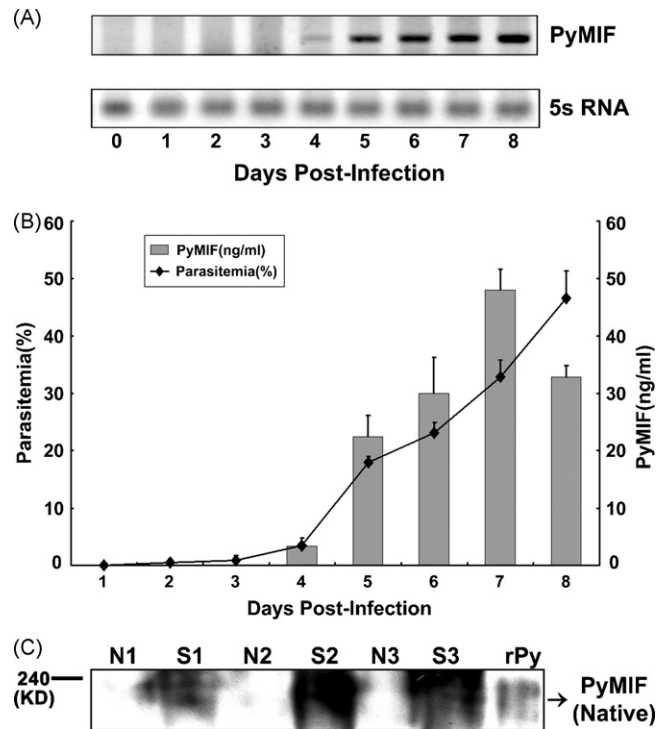 (A)
PyMIF
5s RNA
0 1 2 3 4 5 6 7 8
Days Post-Infection
(B)
60 60
50 50
40 40
30 30
20 20
10 10
0 0
PyMIF(ng/ml)
Parasitemia(%)
Parasitemia(%)
PyMIF(ng/ml)
1 2 3 4 5 6 7 8
Days Post-Infection
(C)
N1 S1 N2 S2 N3 S3 rPy
240
(KD)
→ PyMIF
(Native)